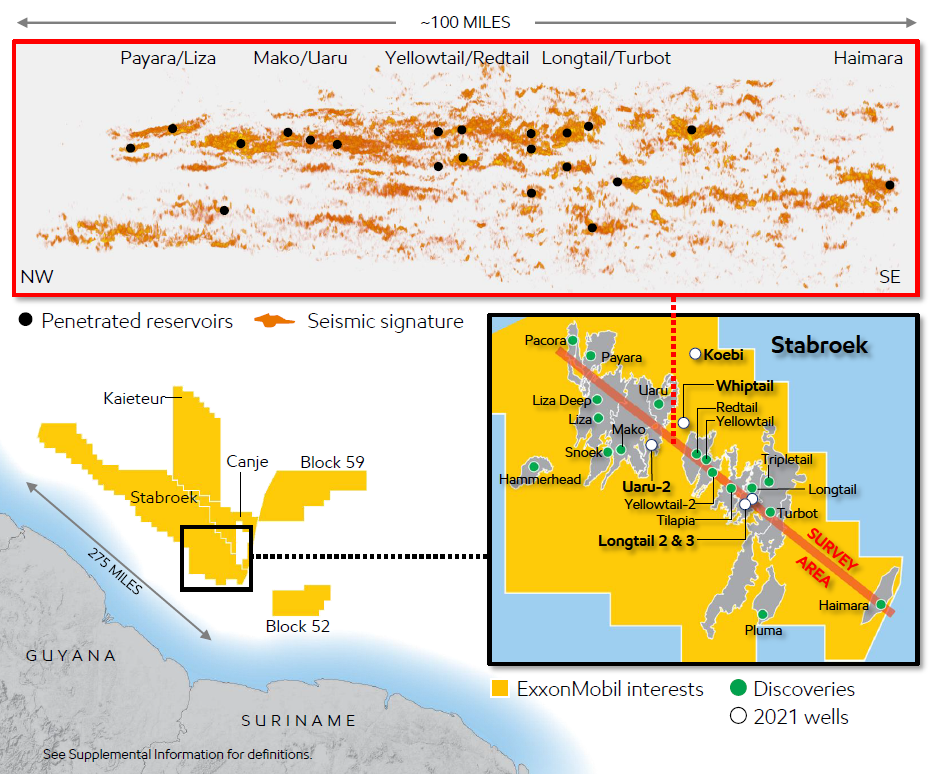 ~100 MILES
Payara/Liza Mako/Uaru Yellowtail/Redtail Longtail/Turbot Haimara
NW SE
Penetrated reservoirs Seismic signature
Kaieteur
Canje
Block 59
Stabroek
275 MILES
Block 52
GUYANA
SURINAME
See Supplemental Information for definitions.
Stabroek
Pacora
Payara
Koebi
Whiptail
Uaru
Liza Deep
Redtail
Liza
Yellowtail
Mako
Snoek
Tripletail
Hammerhead
Uaru-2
Longtail
Yellowtail-2
Turbot
Tilapia
Longtail 2 & 3
SURVEY
AREA
Haimara
Pluma
ExxonMobil interests Discoveries
2021 wells